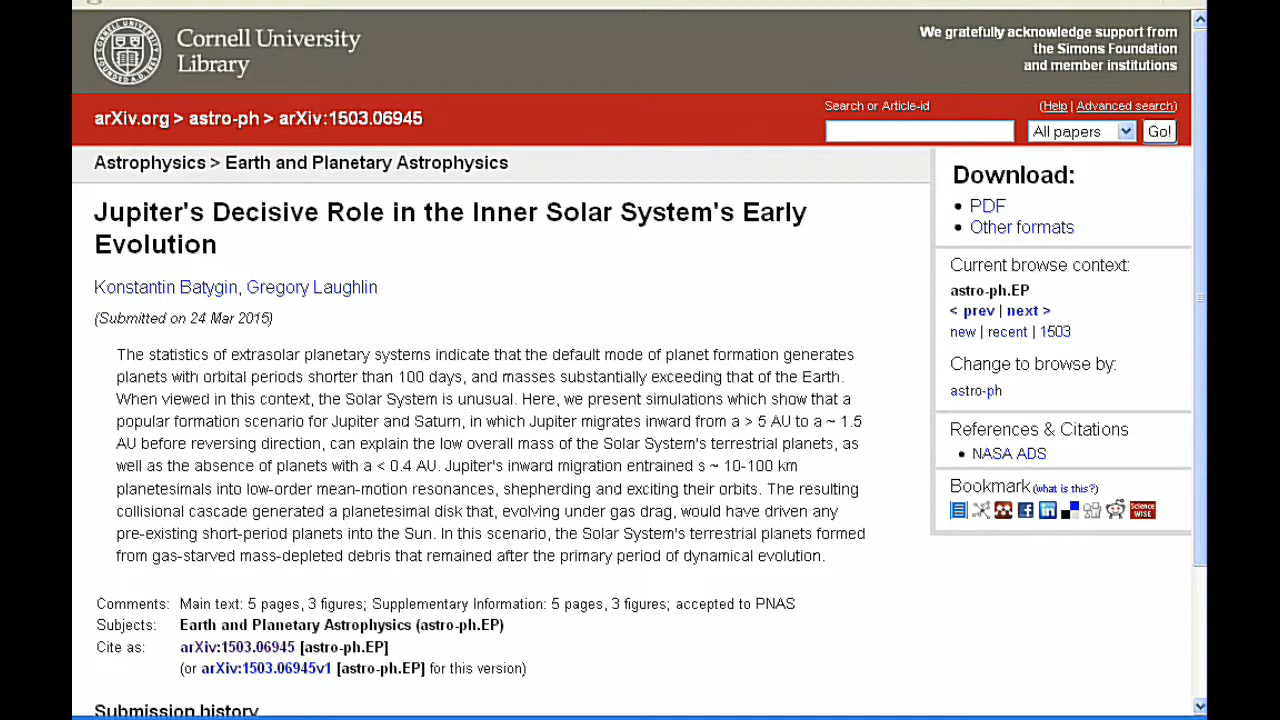 Cornell University
Library
We gratefully acknowledge support from
the Simons Foundation
and member institutions
arXiv.org > astro-ph > arXiv:1503.06945
Search or Article-id
(Help | Advanced search)
All papers
Go!
Astrophysics > Earth and Planetary Astrophysics
Jupiter's Decisive Role in the Inner Solar System's Early
Evolution
Konstantin Batygin, Gregory Laughlin
(Submitted on 24 Mar 2015)
The statistics of extrasolar planetary systems indicate that the default mode of planet formation generates
planets with orbital periods shorter than 100 days, and masses substantially exceeding that of the Earth.
When viewed in this context, the Solar System is unusual. Here, we present simulations which show that a
popular formation scenario for Jupiter and Saturn, in which Jupiter migrates inward from a > 5 AU to a ~ 1.5
AU before reversing direction, can explain the low overall mass of the Solar System's terrestrial planets, as
well as the absence of planets with a < 0.4 AU. Jupiter's inward migration entrained s ~ 10-100 km
planetesimals into low-order mean-motion resonances, shepherding and exciting their orbits. The resulting
collisional cascade generated a planetesimal disk that, evolving under gas drag, would have driven any
pre-existing short-period planets into the Sun. In this scenario, the Solar System's terrestrial planets formed
from gas-starved mass-depleted debris that remained after the primary period of dynamical evolution.
Comments: Main text: 5 pages, 3 figures; Supplementary Information: 5 pages, 3 figures; accepted to PNAS
Subjects: Earth and Planetary Astrophysics (astro-ph.EP)
Cite as: arXiv:1503.06945 [astro-ph.EP]
(or arXiv:1503.06945v1 [astro-ph.EP] for this version)
Submission history
Download:
• PDF
• Other formats
Current browse context:
astro-ph.EP
< prev | next >
new | recent | 1503
Change to browse by:
astro-ph
References & Citations
• NASA ADS
Bookmark (what is this?)
Science
WISE